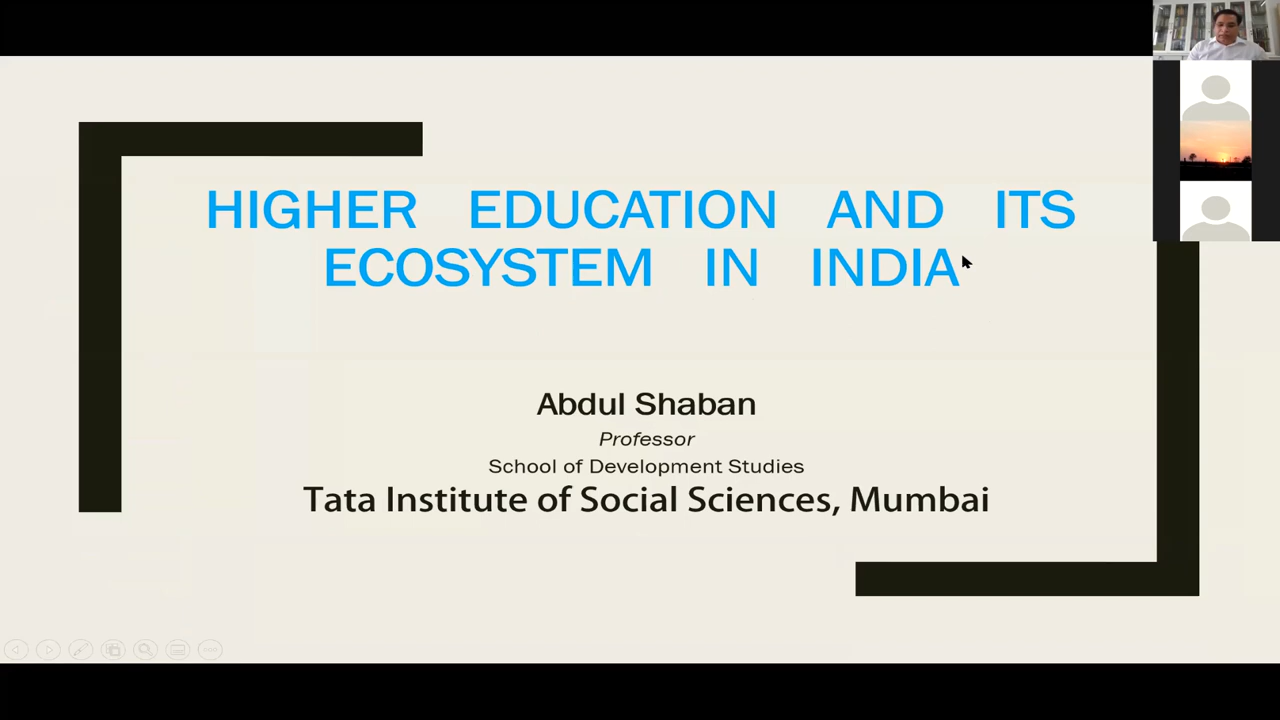 HIGHER EDUCATION AND ITS
ECOSYSTEM IN INDIA
Abdul Shaban
Professor
School of Development Studies
Tata Institute of Social Sciences, Mumbai